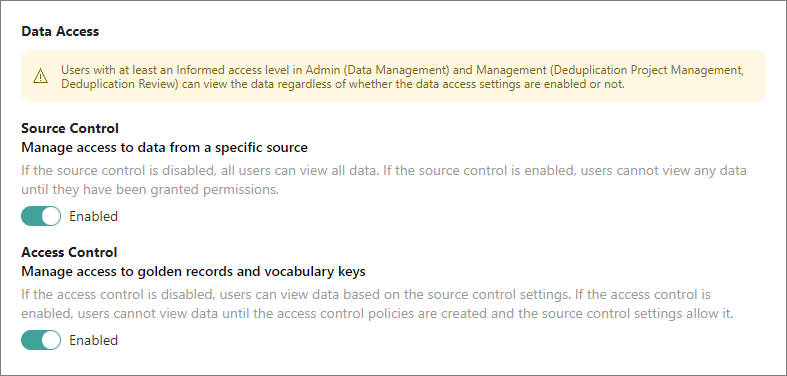 Data Access
Users with at least an Informed access level in Admin (Data Management) and Management (Deduplication Project Management,
Deduplication Review) can view the data regardless of whether the data access settings are enabled or not.
Source Control
Manage access to data from a specific source
If the source control is disabled, all users can view all data. If the source control is enabled, users cannot view any data
until they have been granted permissions.
Enabled
Access Control
Manage access to golden records and vocabulary keys
If the access control is disabled, users can view data based on the source control settings. If the access control is
enabled, users cannot view data until the access control policies are created and the source control settings allow it.
Enabled